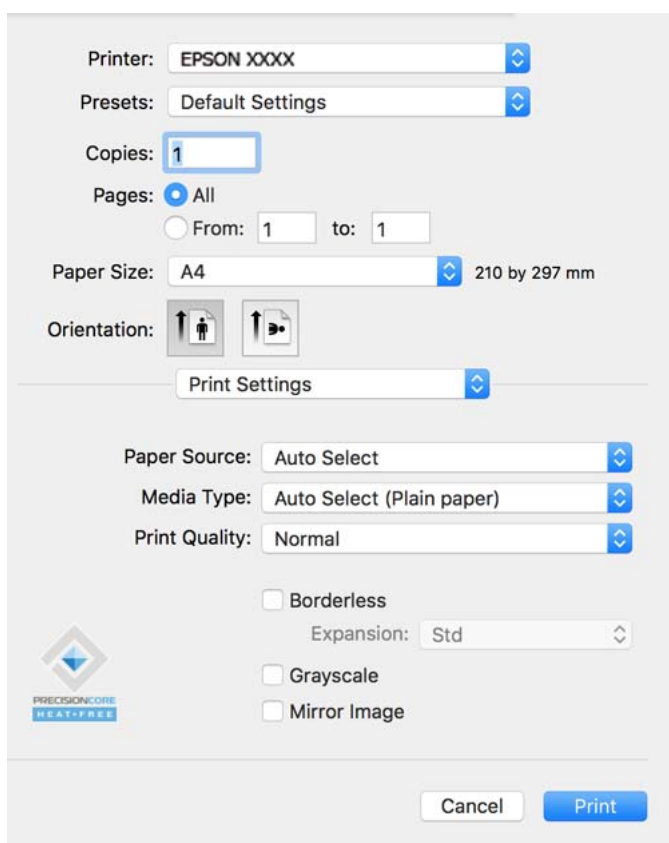 Printer: EPSON XXXX
Presets: Default Settings
Copies: 1
Pages: All
From: 1 to: 1
Paper Size: A4 210 by 297 mm
Orientation:
Print Settings
Paper Source: Auto Select
Media Type: Auto Select (Plain paper)
Print Quality: Normal
Borderless
Expansion: Std
Grayscale
Mirror Image
PRECISIONCORE
HEAT-FREE
Cancel Print